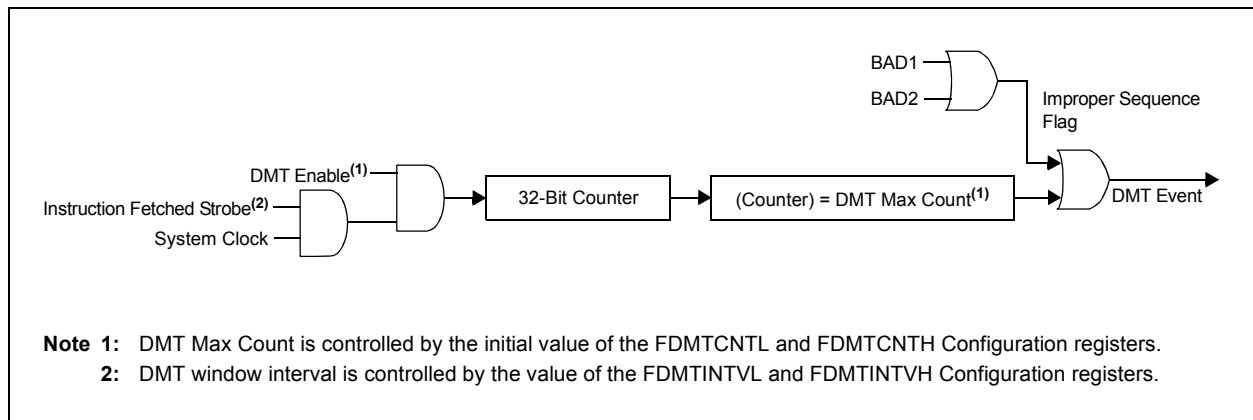 BAD1
BAD2
Improper Sequence
Flag
DMT Enable(1)
Instruction Fetched Strobe(2)
System Clock
32-Bit Counter
(Counter) = DMT Max Count(1)
DMT Event
Note 1: DMT Max Count is controlled by the initial value of the FDMTCNTL and FDMTCNTH Configuration registers.
2: DMT window interval is controlled by the value of the FDMTINTVL and FDMTINTVH Configuration registers.